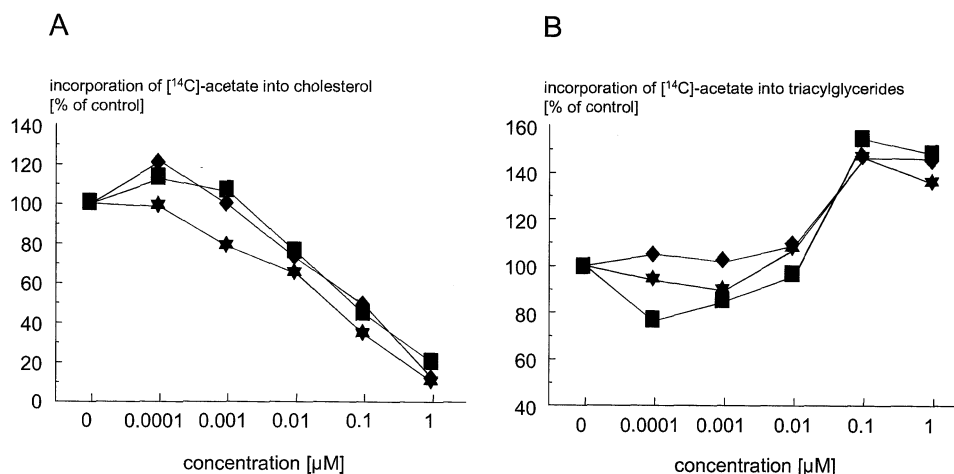 A
incorporation of [¹⁴C]-acetate into cholesterol
[% of control]
140
120
100
80
60
40
20
0
0 0.0001 0.001 0.01 0.1 1
concentration [µM]
B
incorporation of [¹⁴C]-acetate into triacylglycerides
[% of control]
160
140
120
100
80
60
40
0 0.0001 0.001 0.01 0.1 1
concentration [µM]